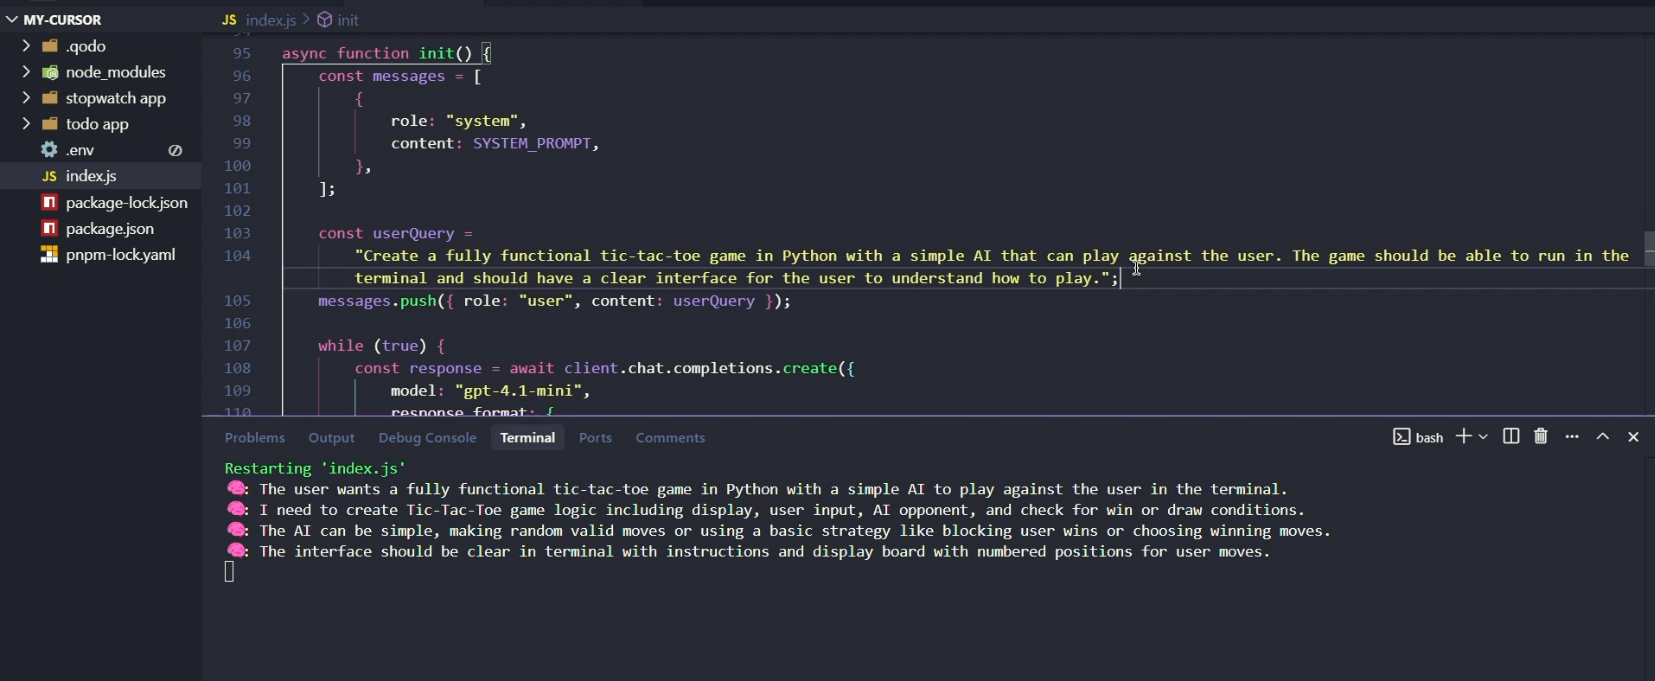 MY-CURSOR
.qodo
node_modules
stopwatch app
todo app
.env
JS index.js
package-lock.json
package.json
pnpm-lock.yaml
JS index.js > init
95 async function init() {
96 const messages = [
97 {
98 role: "system",
99 content: SYSTEM_PROMPT,
100 },
101 ];
102
103 const userQuery =
104 "Create a fully functional tic-tac-toe game in Python with a simple AI that can play against the user. The game should be able to run in the
terminal and should have a clear interface for the user to understand how to play.";
105 messages.push({ role: "user", content: userQuery });
106
107 while (true) {
108 const response = await client.chat.completions.create({
109 model: "gpt-4.1-mini",
110 response_format: {
Problems Output Debug Console Terminal Ports Comments bash
Restarting 'index.js'
🧠: The user wants a fully functional tic-tac-toe game in Python with a simple AI to play against the user in the terminal.
🧠: I need to create Tic-Tac-Toe game logic including display, user input, AI opponent, and check for win or draw conditions.
🧠: The AI can be simple, making random valid moves or using a basic strategy like blocking user wins or choosing winning moves.
🧠: The interface should be clear in terminal with instructions and display board with numbered positions for user moves.